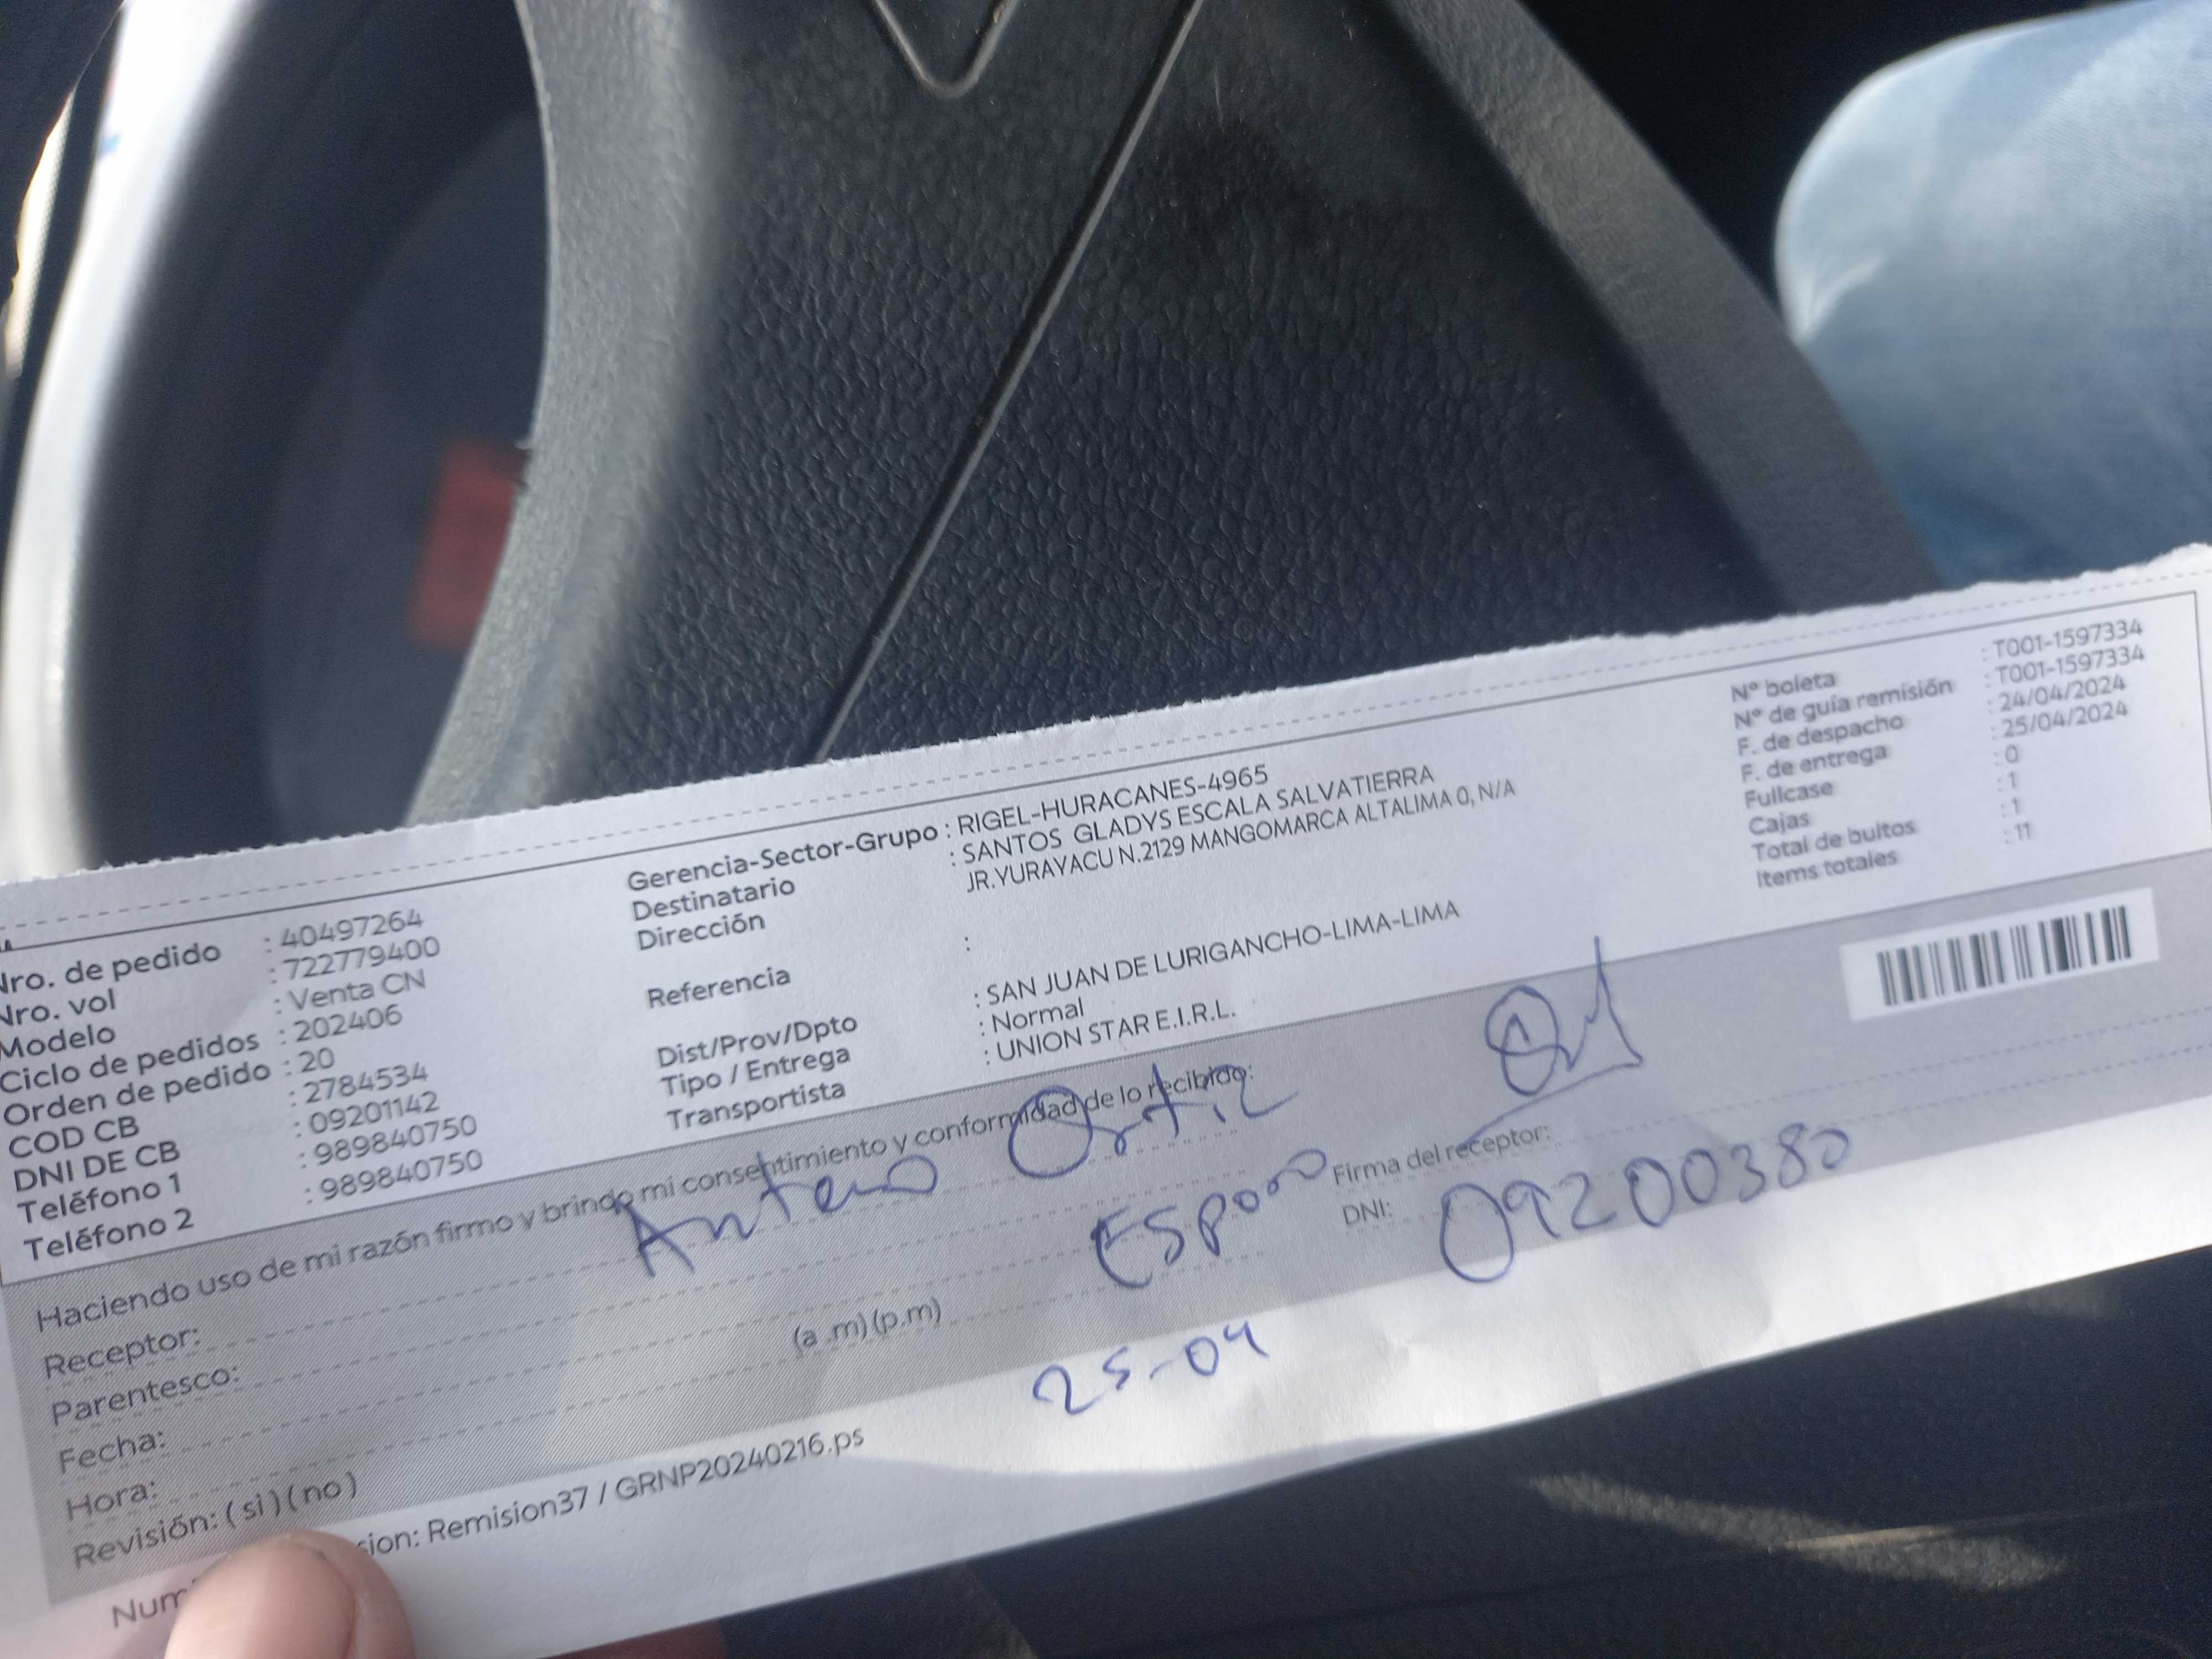 Nro. de pedido : 40497264
Nro. vol : 722779400
Modelo : Venta CN
Ciclo de pedidos : 202406
Orden de pedido : 20
COD CB : 2784534
DNI DE CB : 09201142
Teléfono 1 : 989840750
Teléfono 2 : 989840750
Gerencia-Sector-Grupo : RIGEL-HURACANES-4965
Destinatario : SANTOS GLADYS ESCALA SALVATIERRA
Dirección JR.YURAYACU N.2129 MANGOMARCA ALTALIMA 0, N/A
Referencia :
Dist/Prov/Dpto : SAN JUAN DE LURIGANCHO-LIMA-LIMA
Tipo / Entrega : Normal
Transportista : UNION STAR E.I.R.L.
Nº boleta : T001-1597334
Nº de guía remisión : T001-1597334
F. de despacho : 24/04/2024
F. de entrega : 25/04/2024
Fullcase : 0
Cajas : 1
Total de bultos : 1
Items totales : 11
Haciendo uso de mi razón firmo y brindo mi consentimiento y conformidad de lo recibido:
Receptor: Antero Ortiz
Parentesco: Esposo
Fecha: 25-04
Hora: (a .m) (p.m)
Revisión: ( si ) ( no )
Firma del receptor:
DNI: 09200380
Num sion: Remision37 / GRNP20240216.ps